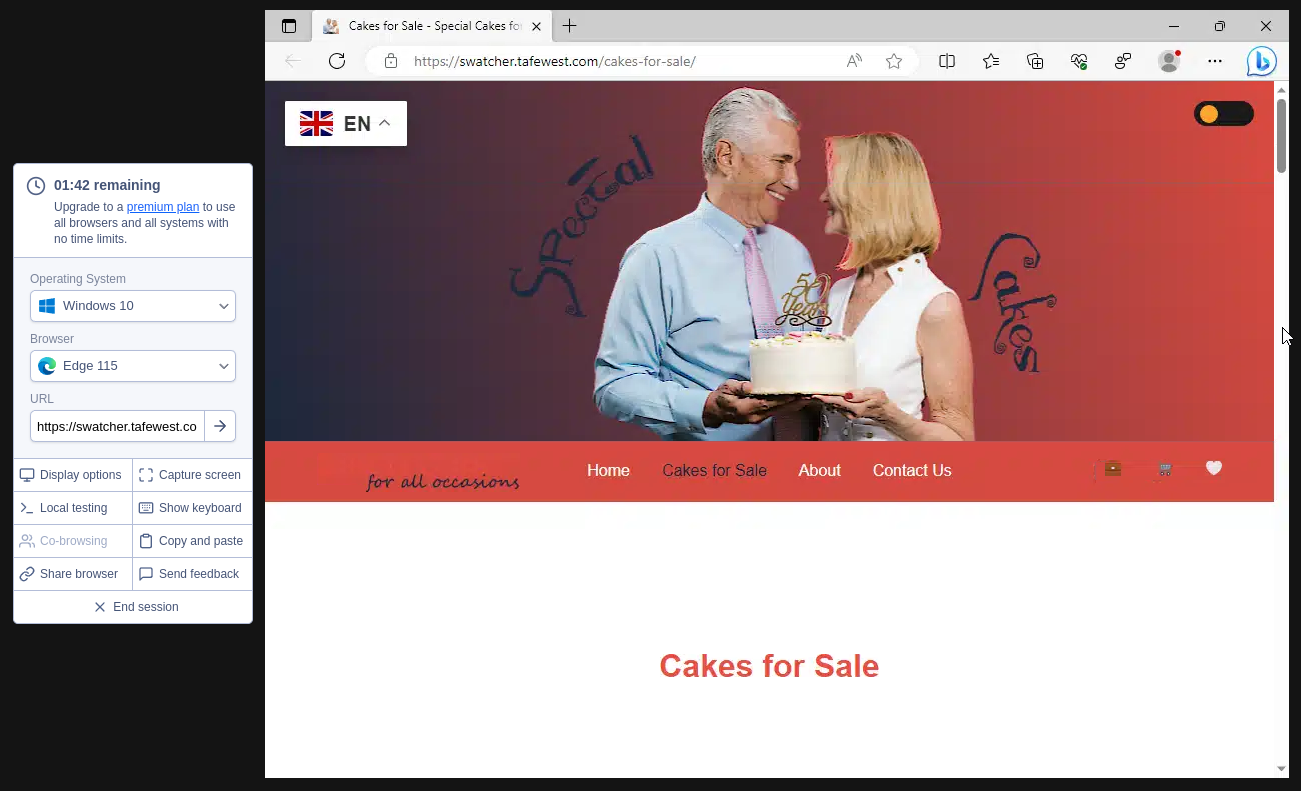 Cakes for Sale - Special Cakes fo
https://swatcher.tafewest.com/cakes-for-sale/
EN
Special
Cakes
50
Years
for all occasions
Home
Cakes for Sale
About
Contact Us
Cakes for Sale
01:42 remaining
Upgrade to a premium plan to use
all browsers and all systems with
no time limits.
Operating System
Windows 10
Browser
Edge 115
URL
https://swatcher.tafewest.co
Display options
Capture screen
Local testing
Show keyboard
Co-browsing
Copy and paste
Share browser
Send feedback
End session